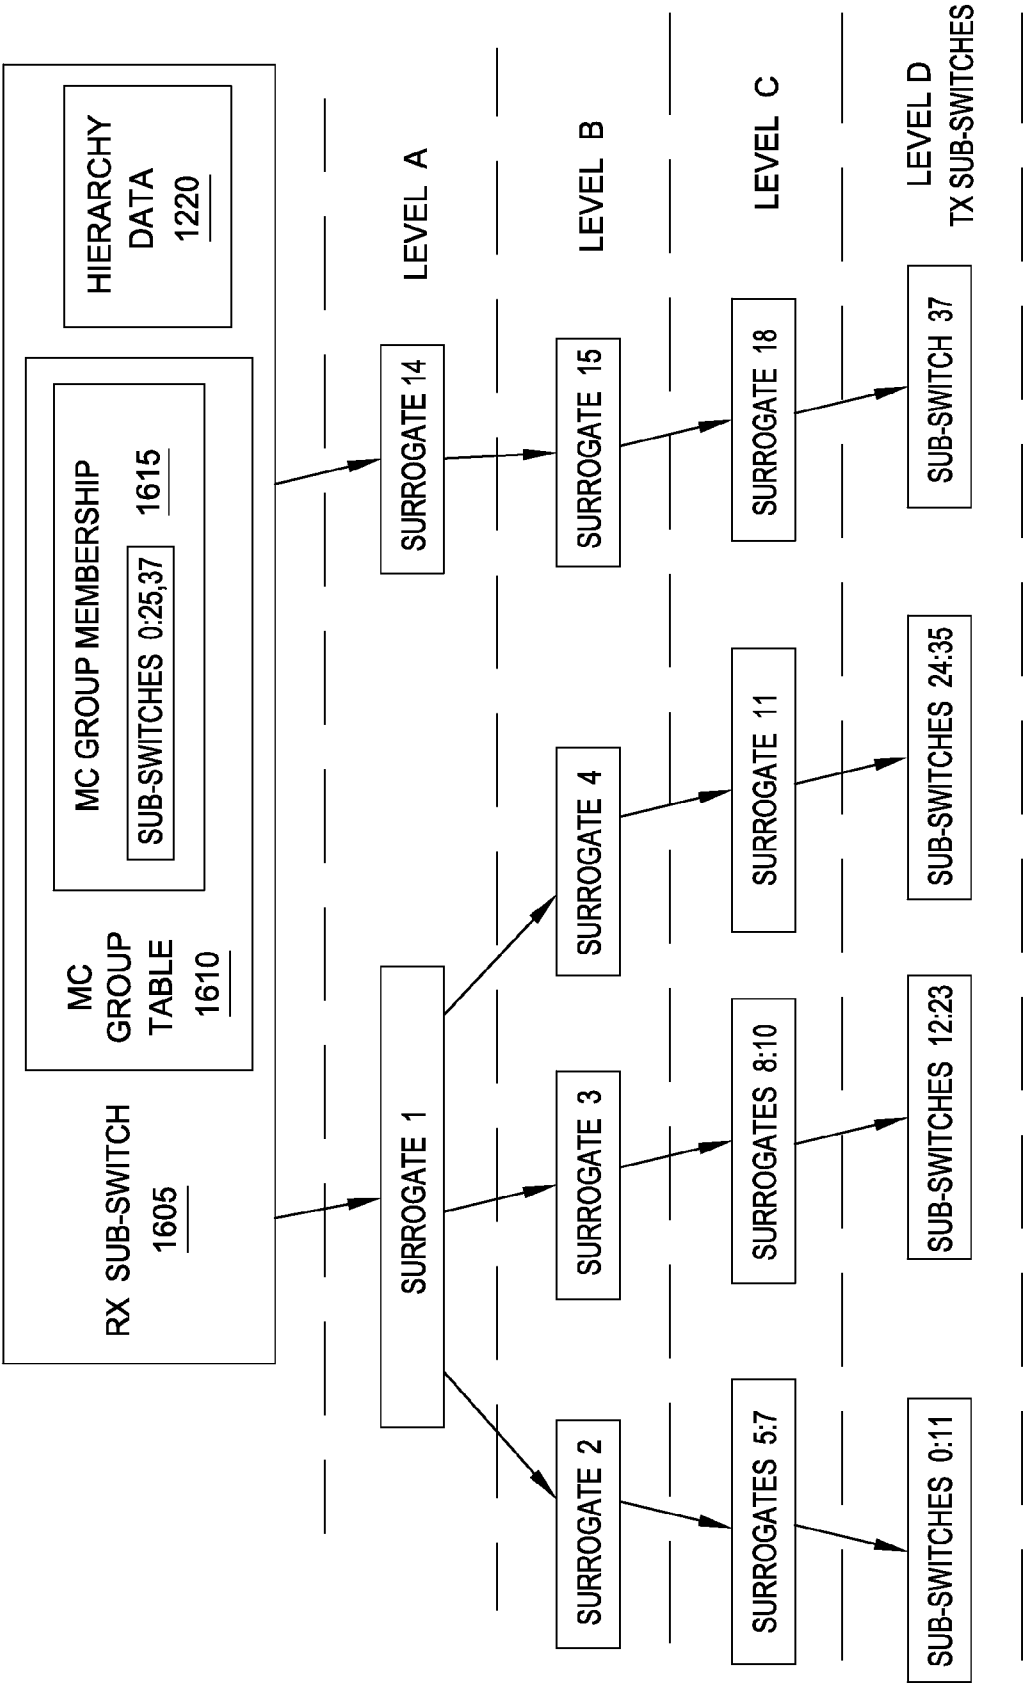 RX SUB-SWITCH
1605
MC
GROUP
TABLE
1610
MC GROUP MEMBERSHIP
SUB-SWITCHES 0:25,37
1615
HIERARCHY
DATA
1220
SURROGATE 1
SURROGATE 14
LEVEL A
SURROGATE 2
SURROGATE 3
SURROGATE 4
SURROGATE 15
LEVEL B
SURROGATES 5:7
SURROGATES 8:10
SURROGATE 11
SURROGATE 18
LEVEL C
SUB-SWITCHES 0:11
SUB-SWITCHES 12:23
SUB-SWITCHES 24:35
SUB-SWITCH 37
LEVEL D
TX SUB-SWITCHES